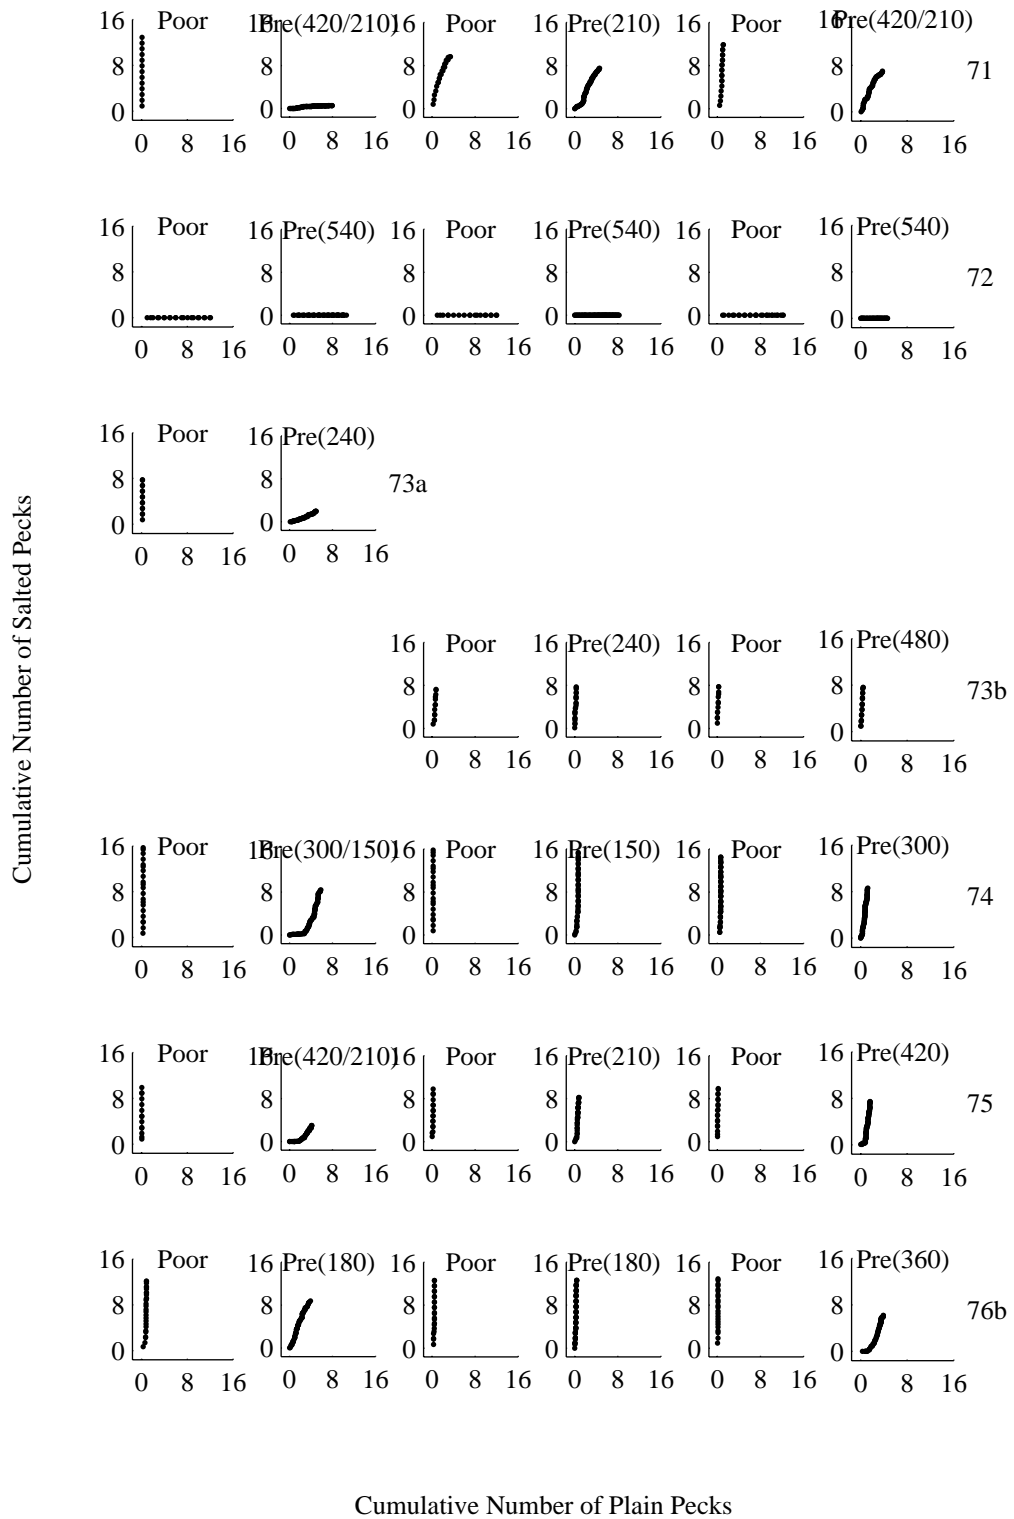 16 Poor 16 Pre(420/210) 16 Poor 16 Pre(210) 16 Poor 16 Pre(420/210)
8 8 8 8 8 8 71
0 0 0 0 0 0
0 8 16 0 8 16 0 8 16 0 8 16 0 8 16 0 8 16
16 Poor 16 Pre(540) 16 Poor 16 Pre(540) 16 Poor 16 Pre(540)
8 8 8 8 8 8 72
0 0 0 0 0 0
0 8 16 0 8 16 0 8 16 0 8 16 0 8 16 0 8 16
16 Poor 16 Pre(240)
8 8 73a
0 0
0 8 16 0 8 16
Cumulative Number of Salted Pecks
16 Poor 16 Pre(240) 16 Poor 16 Pre(480)
8 8 8 8 73b
0 0 0 0
0 8 16 0 8 16 0 8 16 0 8 16
16 Poor 16 Pre(300/150) 16 Poor 16 Pre(150) 16 Poor 16 Pre(300)
8 8 8 8 8 8 74
0 0 0 0 0 0
0 8 16 0 8 16 0 8 16 0 8 16 0 8 16 0 8 16
16 Poor 16 Pre(420/210) 16 Poor 16 Pre(210) 16 Poor 16 Pre(420)
8 8 8 8 8 8 75
0 0 0 0 0 0
0 8 16 0 8 16 0 8 16 0 8 16 0 8 16 0 8 16
16 Poor 16 Pre(180) 16 Poor 16 Pre(180) 16 Poor 16 Pre(360)
8 8 8 8 8 8 76b
0 0 0 0 0 0
0 8 16 0 8 16 0 8 16 0 8 16 0 8 16 0 8 16
Cumulative Number of Plain Pecks